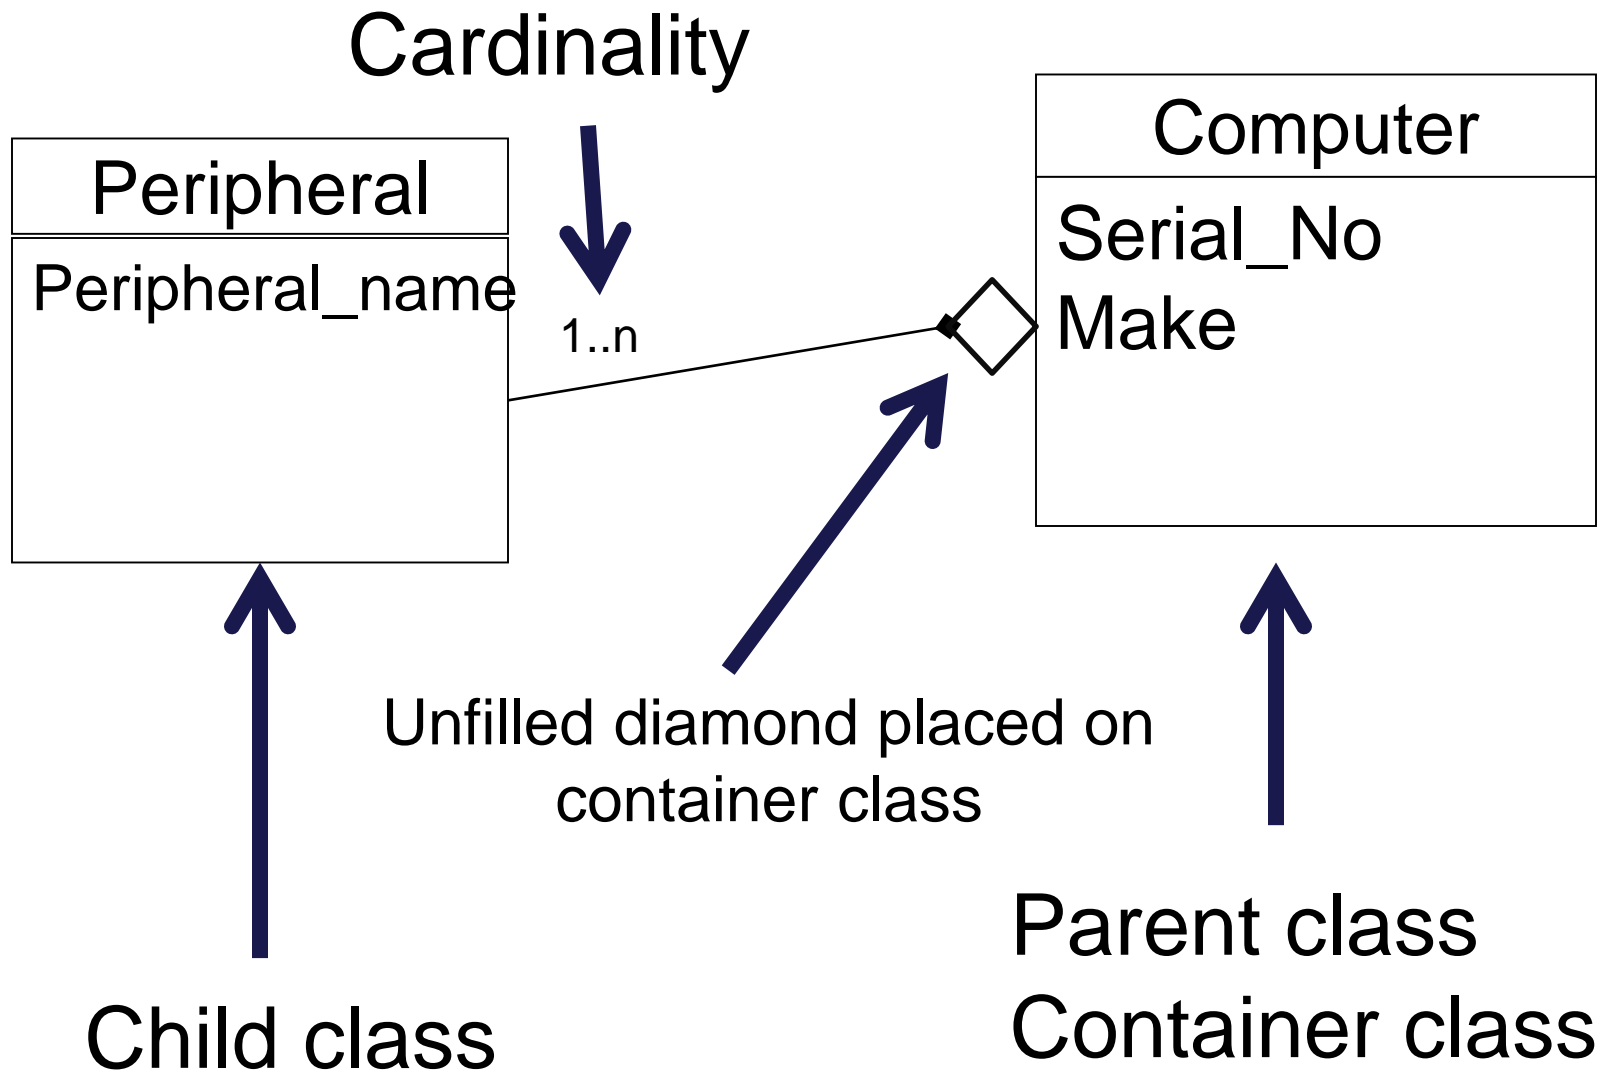 Cardinality
Peripheral
Peripheral_name
1..n
Computer
Serial_No
Make
Unfilled diamond placed on
container class
Child class
Parent class
Container class